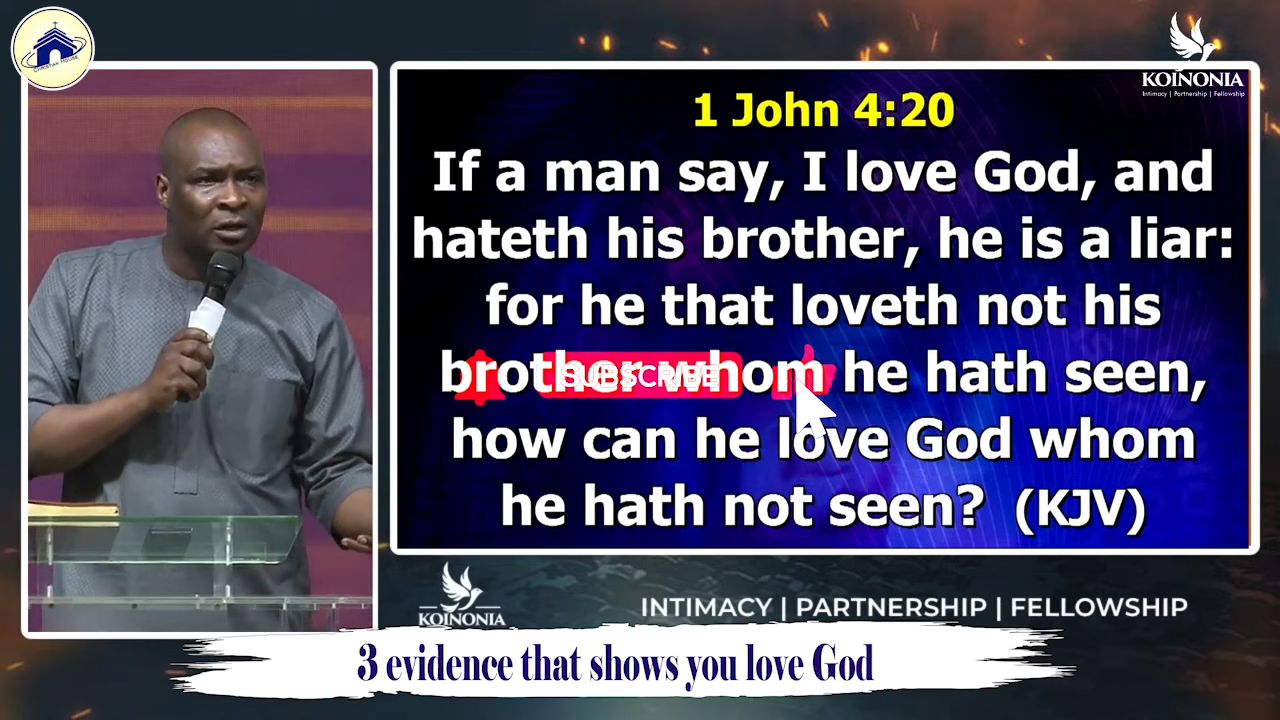 CHRISTIAN HOUSE
KOINONIA
Intimacy | Partnership | Fellowship
1 John 4:20
If a man say, I love God, and
hateth his brother, he is a liar:
for he that loveth not his
brother whom he hath seen,
SUBSCRIBE
how can he love God whom
he hath not seen? (KJV)
KOINONIA
INTIMACY | PARTNERSHIP | FELLOWSHIP
3 evidence that shows you love God